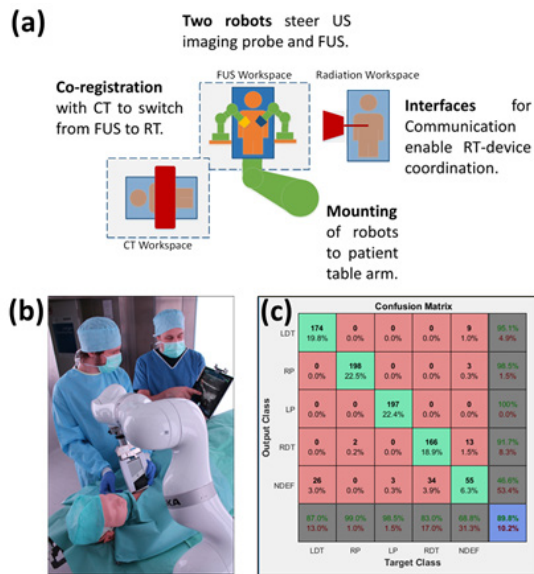 (a)
Two robots steer US
imaging probe and FUS.
Co-registration
with CT to switch
from FUS to RT.
FUS Workspace
Radiation Workspace
Interfaces for
Communication
enable RT-device
coordination.
CT Workspace
Mounting
of robots
to patient
table arm.
(b)
(c)
Confusion Matrix
LDT 174 0 0 0 9 95.1%
19.8% 0.0% 0.0% 0.0% 1.0% 4.9%
RP 0 198 0 0 3 98.5%
0.0% 22.5% 0.0% 0.0% 0.3% 1.5%
LP 0 0 197 0 0 100%
0.0% 0.0% 22.4% 0.0% 0.0% 0.0%
RDT 0 2 0 166 13 91.7%
0.0% 0.2% 0.0% 18.9% 1.5% 8.3%
NDEF 26 0 3 34 55 46.6%
3.0% 0.0% 0.3% 3.9% 6.3% 53.4%
87.0% 99.0% 98.5% 83.0% 68.8% 89.8%
13.0% 1.0% 1.5% 17.0% 31.3% 10.2%
LDT RP LP RDT NDEF
Output Class
Target Class